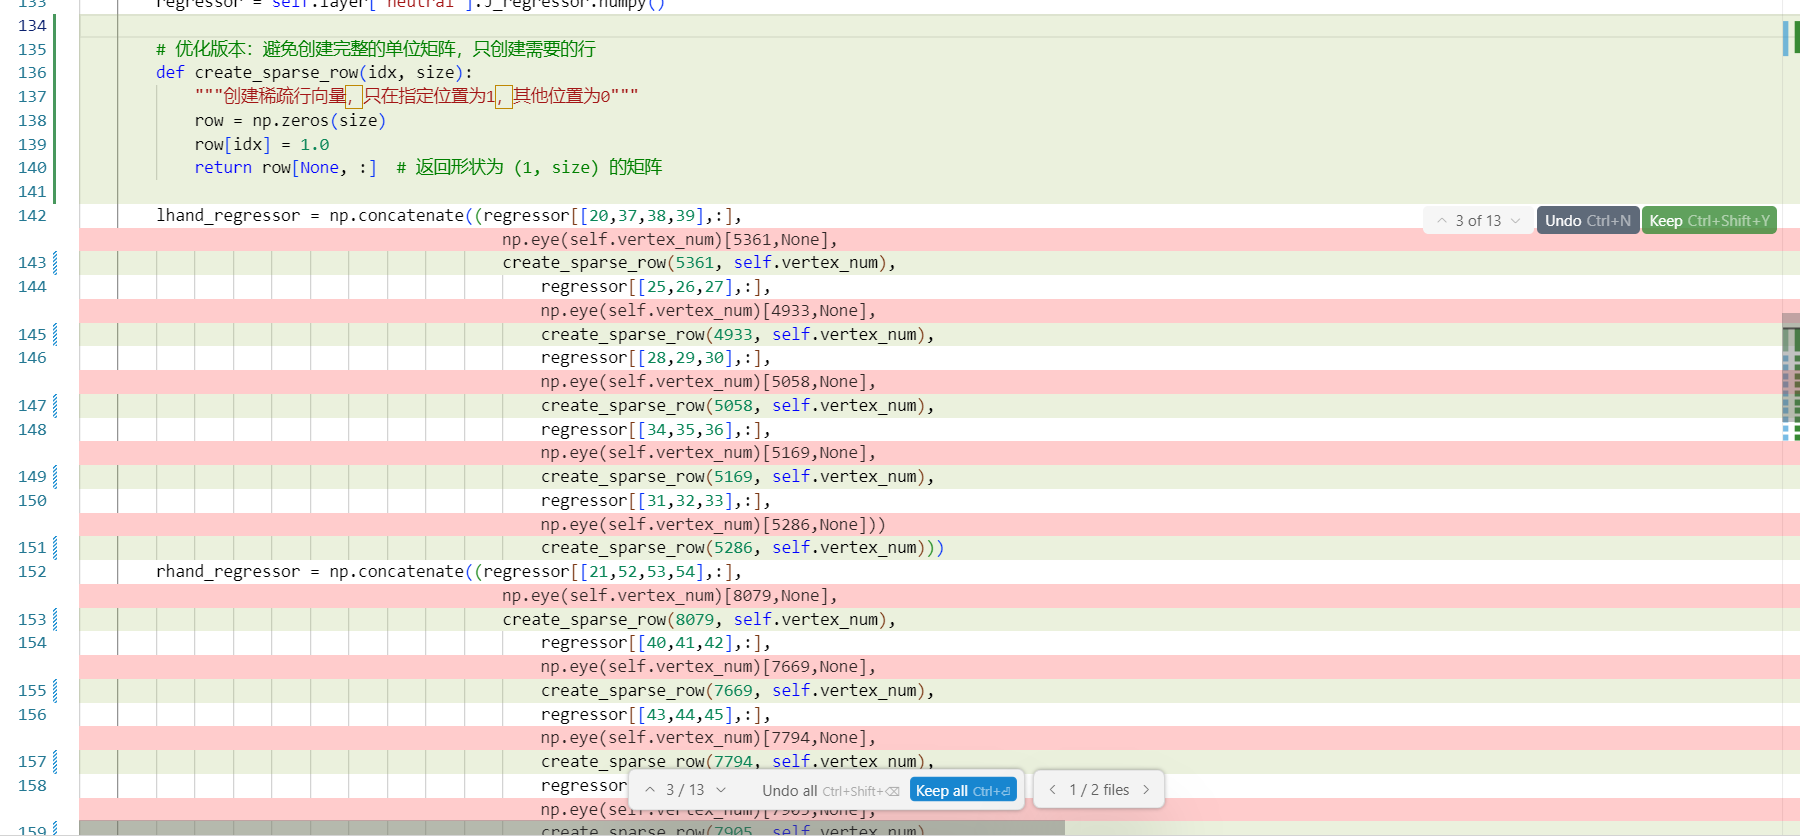 133 regressor = self.layer["neutral"].J_regressor.numpy()
134
135 # 优化版本：避免创建完整的单位矩阵，只创建需要的行
136 def create_sparse_row(idx, size):
137 """创建稀疏行向量，只在指定位置为1，其他位置为0"""
138 row = np.zeros(size)
139 row[idx] = 1.0
140 return row[None, :]  # 返回形状为 (1, size) 的矩阵
141
142 lhand_regressor = np.concatenate((regressor[[20,37,38,39],:],
3 of 13 Undo Ctrl+N Keep Ctrl+Shift+Y
np.eye(self.vertex_num)[5361,None],
143 create_sparse_row(5361, self.vertex_num),
144 regressor[[25,26,27],:],
np.eye(self.vertex_num)[4933,None],
145 create_sparse_row(4933, self.vertex_num),
146 regressor[[28,29,30],:],
np.eye(self.vertex_num)[5058,None],
147 create_sparse_row(5058, self.vertex_num),
148 regressor[[34,35,36],:],
np.eye(self.vertex_num)[5169,None],
149 create_sparse_row(5169, self.vertex_num),
150 regressor[[31,32,33],:],
np.eye(self.vertex_num)[5286,None]))
151 create_sparse_row(5286, self.vertex_num)))
152 rhand_regressor = np.concatenate((regressor[[21,52,53,54],:],
np.eye(self.vertex_num)[8079,None],
153 create_sparse_row(8079, self.vertex_num),
154 regressor[[40,41,42],:],
np.eye(self.vertex_num)[7669,None],
155 create_sparse_row(7669, self.vertex_num),
156 regressor[[43,44,45],:],
np.eye(self.vertex_num)[7794,None],
157 create_sparse_row(7794, self.vertex_num),
158 regressor
3 / 13 Undo all Ctrl+Shift+⌫ Keep all Ctrl+⏎ 1 / 2 files
np.eye(self.vertex_num)[7905,None],
159 create_sparse_row(7905, self.vertex_num)